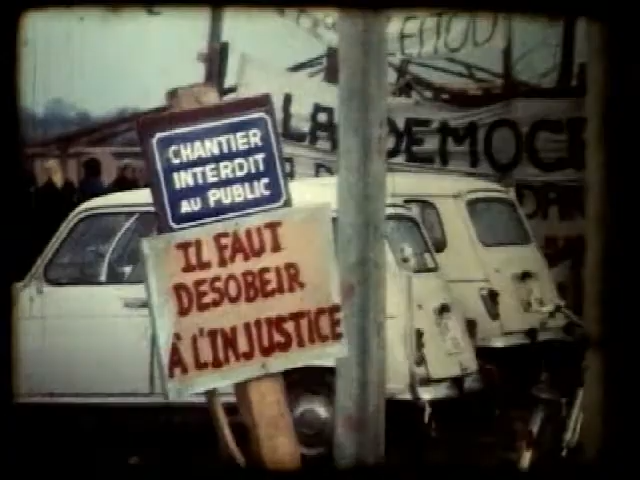 LA DEMOC
CHANTIER
INTERDIT
AU PUBLIC
IL FAUT
DESOBEIR
À L'INJUSTICE